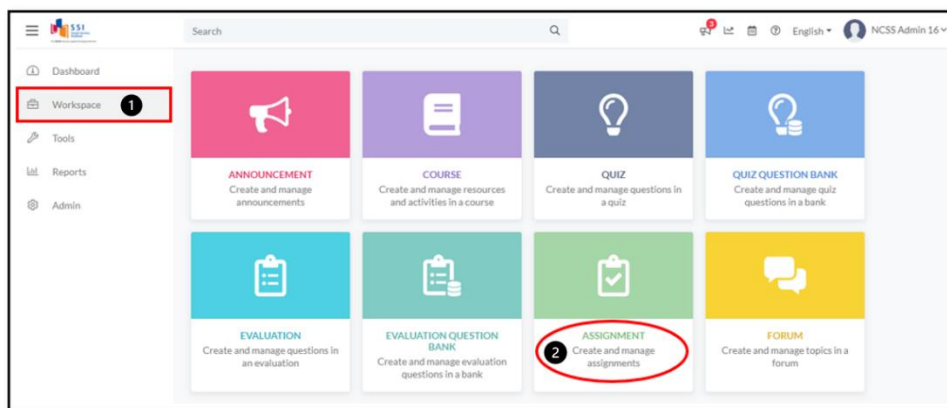 SSI
Search
3
English
NCSS Admin 16
Dashboard
Workspace
1
Tools
Reports
Admin
ANNOUNCEMENT
Create and manage
announcements
COURSE
Create and manage resources
and activities in a course
QUIZ
Create and manage questions in
a quiz
QUIZ QUESTION BANK
Create and manage quiz
questions in a bank
EVALUATION
Create and manage questions in
an evaluation
EVALUATION QUESTION
BANK
Create and manage evaluation
questions in a bank
2
ASSIGNMENT
Create and manage
assignments
FORUM
Create and manage topics in a
forum